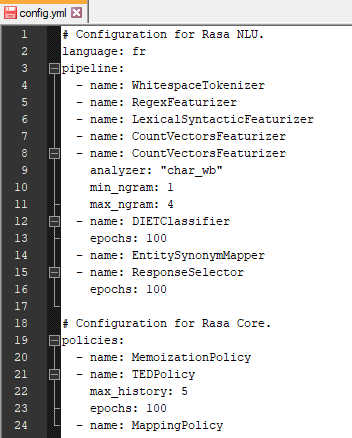 config.yml
1 # Configuration for Rasa NLU.
2 language: fr
3 pipeline:
4   - name: WhitespaceTokenizer
5   - name: RegexFeaturizer
6   - name: LexicalSyntacticFeaturizer
7   - name: CountVectorsFeaturizer
8   - name: CountVectorsFeaturizer
9     analyzer: "char_wb"
10     min_ngram: 1
11     max_ngram: 4
12   - name: DIETClassifier
13     epochs: 100
14   - name: EntitySynonymMapper
15   - name: ResponseSelector
16     epochs: 100
17
18 # Configuration for Rasa Core.
19 policies:
20   - name: MemoizationPolicy
21   - name: TEDPolicy
22     max_history: 5
23     epochs: 100
24   - name: MappingPolicy